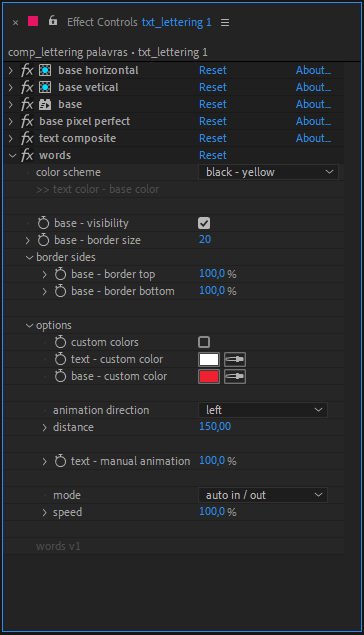 × Effect Controls txt_lettering 1 ≡
comp_lettering palavras • txt_lettering 1
fx base horizontal Reset About...
fx base vetical Reset About...
fx base Reset About...
fx base pixel perfect Reset About...
fx text composite Reset About...
fx words Reset
color scheme black - yellow
>> text color - base color
base - visibility
base - border size 20
border sides
base - border top 100,0 %
base - border bottom 100,0 %
options
custom colors
text - custom color
base - custom color
animation direction left
distance 150,00
text - manual animation 100,0 %
mode auto in / out
speed 100,0 %
words v1